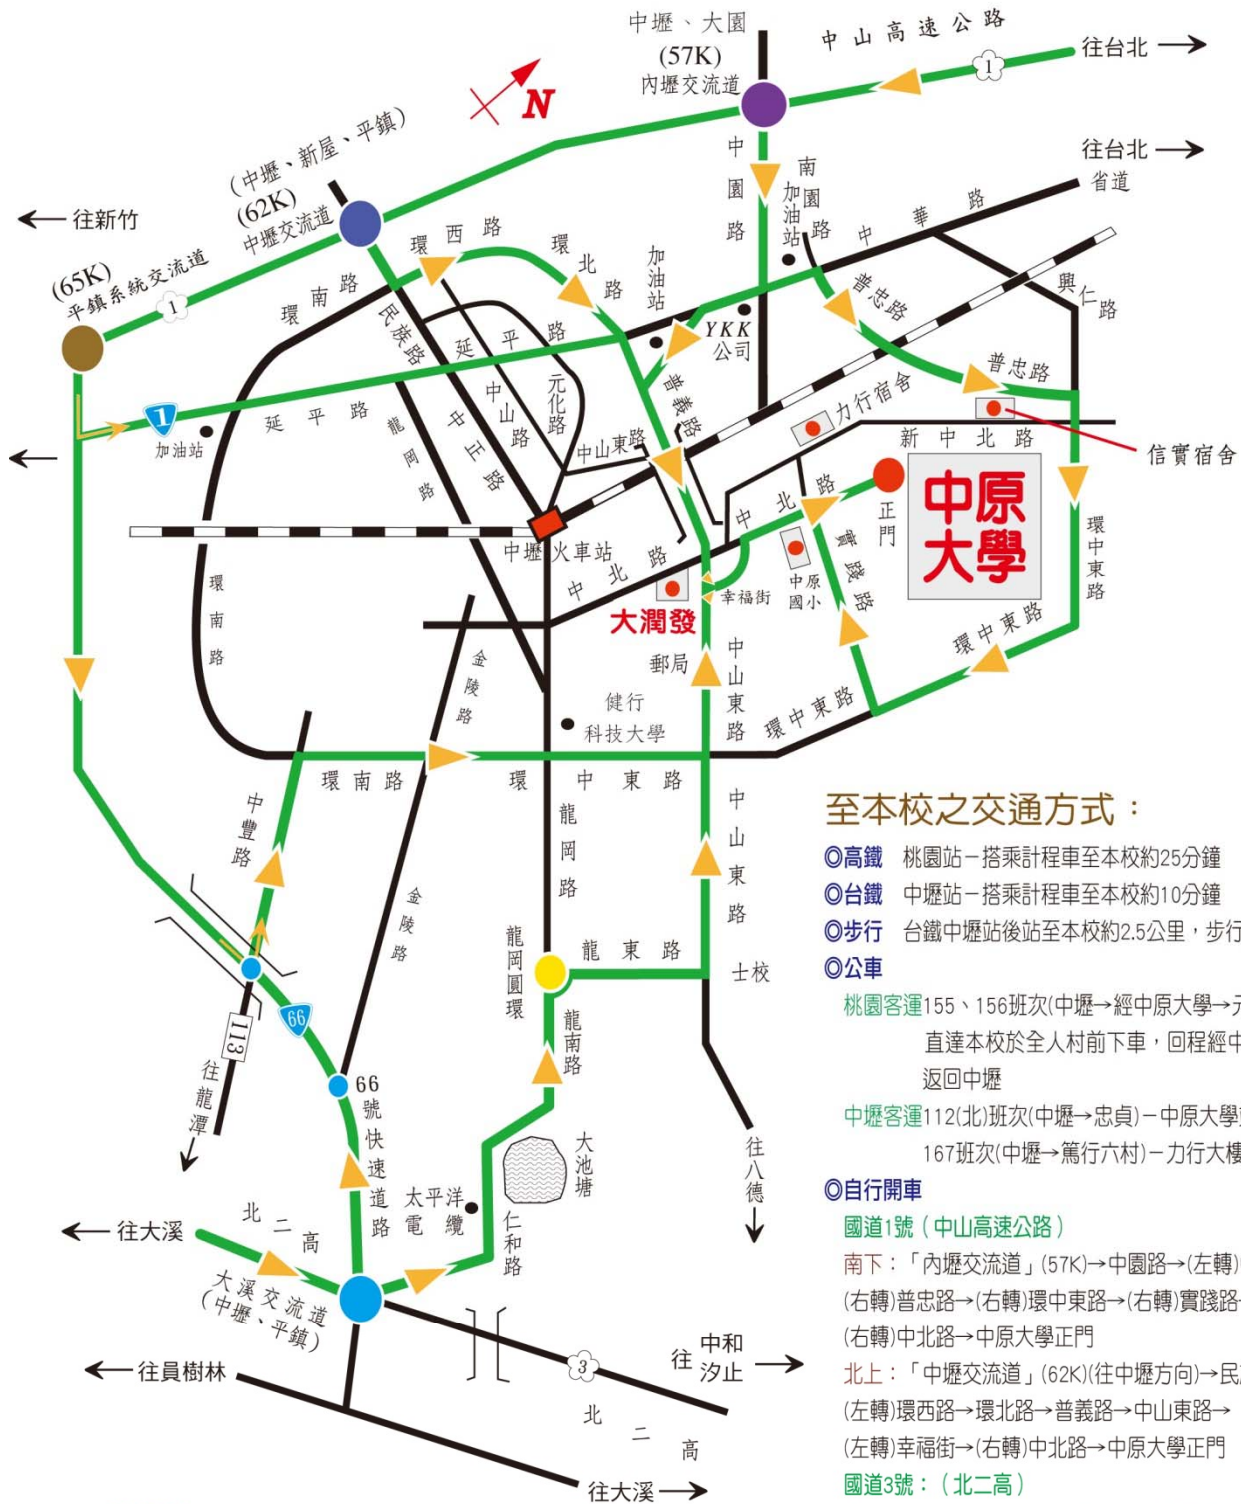 中壢、大園
(57K)
內壢交流道
中山高速公路
1
往台北
往台北
省道
N
(中壢、新屋、平鎮)
(62K)
中壢交流道
往新竹
(65K)
平鎮系統交流道
1
環南路
環西路
環北路
加油站
中園路
南園路
加油站
中華路
興仁路
普忠路
普忠路
YKK
公司
民族路
延平路
元化路
中山路
中山東路
普義路
力行宿舍
新中北路
信實宿舍
1
加油站
延平路
龍岡路
中正路
中壢火車站
中北路
中北路
正門
中原
大學
環中東路
實踐路
中原
國小
幸福街
大潤發
郵局
中山東路
環中東路
環中東路
環南路
金陵路
健行
科技大學
環南路
環中東路
中豐路
龍岡路
中山東路
金陵路
龍岡圓環
龍東路
士校
龍南路
66
113
往龍潭
66號快速道路
大池塘
太平洋
電纜
仁和路
往八德
往大溪
北二高
大溪交流道
(中壢、平鎮)
往員樹林
3
往 中和
汐止
北二高
往大溪
至本校之交通方式：
◎高鐵 桃園站－搭乘計程車至本校約25分鐘
◎台鐵 中壢站－搭乘計程車至本校約10分鐘
◎步行 台鐵中壢站後站至本校約2.5公里，步行
◎公車
桃園客運155、156班次(中壢→經中原大學→元
直達本校於全人村前下車，回程經中
返回中壢
中壢客運112(北)班次(中壢→忠貞)－中原大學
167班次(中壢→篤行六村)－力行大樓
◎自行開車
國道1號（中山高速公路）
南下：「內壢交流道」(57K)→中園路→(左轉)
(右轉)普忠路→(右轉)環中東路→(右轉)實踐路
(右轉)中北路→中原大學正門
北上：「中壢交流道」(62K)(往中壢方向)→民
(左轉)環西路→環北路→普義路→中山東路→
(左轉)幸福街→(右轉)中北路→中原大學正門
國道3號：（北二高）